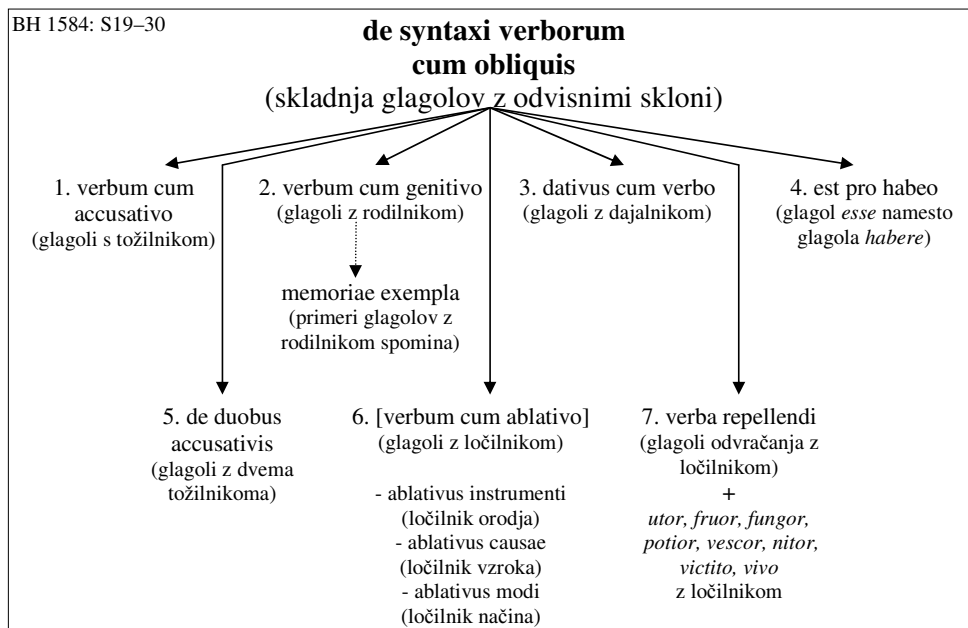 BH 1584: S19–30
de syntaxi verborum
cum obliquis
(skladnja glagolov z odvisnimi skloni)
1. verbum cum
accusativo
(glagoli s tožilnikom)
2. verbum cum genitivo
(glagoli z rodilnikom)
memoriae exempla
(primeri glagolov z
rodilnikom spomina)
3. dativus cum verbo
(glagoli z dajalnikom)
4. est pro habeo
(glagol esse namesto
glagola habere)
5. de duobus
accusativis
(glagoli z dvema
tožilnikoma)
6. [verbum cum ablativo]
(glagoli z ločilnikom)
- ablativus instrumenti
(ločilnik orodja)
- ablativus causae
(ločilnik vzroka)
- ablativus modi
(ločilnik načina)
7. verba repellendi
(glagoli odvračanja z
ločilnikom)
+
utor, fruor, fungor,
potior, vescor, nitor,
victito, vivo
z ločilnikom